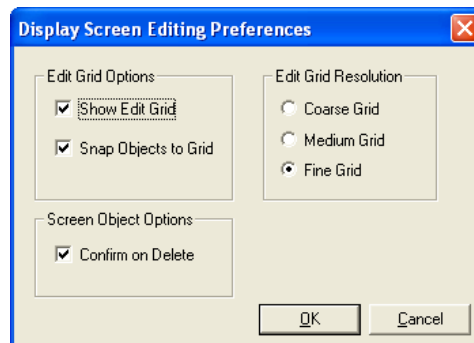 Display Screen Editing Preferences
Edit Grid Options
Show Edit Grid
Snap Objects to Grid
Edit Grid Resolution
Coarse Grid
Medium Grid
Fine Grid
Screen Object Options
Confirm on Delete
OK
Cancel